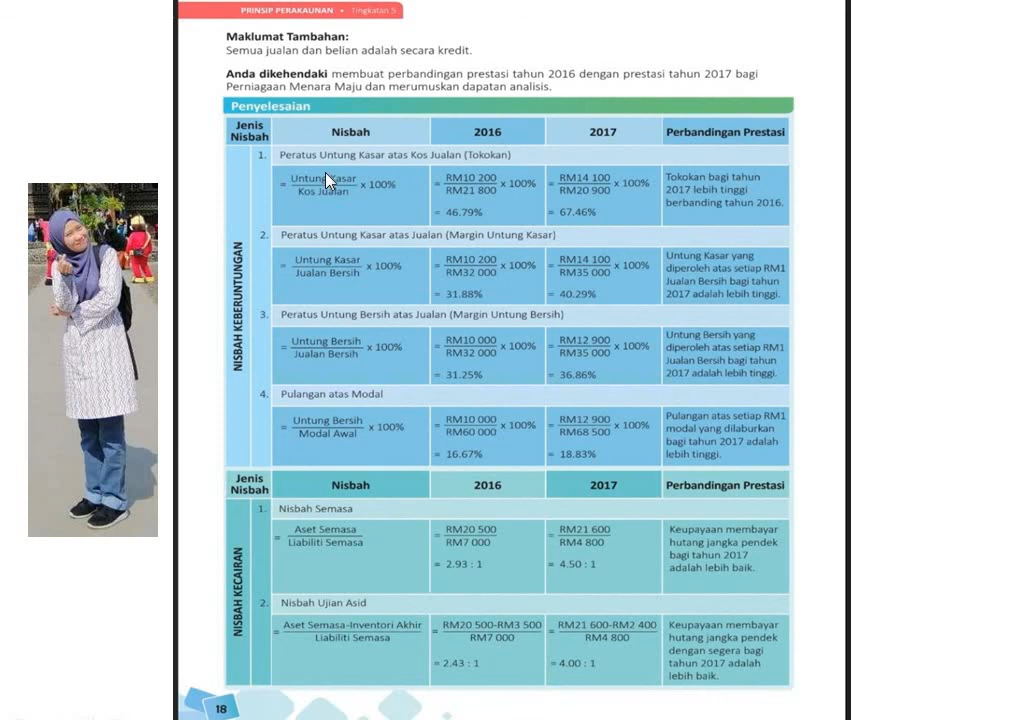 PRINSIP PERAKAUNAN • Tingkatan 5
Maklumat Tambahan:
Semua jualan dan belian adalah secara kredit.
Anda dikehendaki membuat perbandingan prestasi tahun 2016 dengan prestasi tahun 2017 bagi
Perniagaan Menara Maju dan merumuskan dapatan analisis.
Penyelesaian
Jenis
Nisbah
Nisbah
2016
2017
Perbandingan Prestasi
NISBAH KEBERUNTUNGAN
1. Peratus Untung Kasar atas Kos Jualan (Tokokan)
= Untung Kasar
Kos Jualan
x 100%
= RM10 200
RM21 800
x 100%
= 46.79%
= RM14 100
RM20 900
x 100%
= 67.46%
Tokokan bagi tahun
2017 lebih tinggi
berbanding tahun 2016.
2. Peratus Untung Kasar atas Jualan (Margin Untung Kasar)
= Untung Kasar
Jualan Bersih
x 100%
= RM10 200
RM32 000
x 100%
= 31.88%
= RM14 100
RM35 000
x 100%
= 40.29%
Untung Kasar yang
diperoleh atas setiap RM1
Jualan Bersih bagi tahun
2017 adalah lebih tinggi.
3. Peratus Untung Bersih atas Jualan (Margin Untung Bersih)
= Untung Bersih
Jualan Bersih
x 100%
= RM10 000
RM32 000
x 100%
= 31.25%
= RM12 900
RM35 000
x 100%
= 36.86%
Untung Bersih yang
diperoleh atas setiap RM1
Jualan Bersih bagi tahun
2017 adalah lebih tinggi.
4. Pulangan atas Modal
= Untung Bersih
Modal Awal
x 100%
= RM10 000
RM60 000
x 100%
= 16.67%
= RM12 900
RM68 500
x 100%
= 18.83%
Pulangan atas setiap RM1
modal yang dilaburkan
bagi tahun 2017 adalah
lebih tinggi.
Jenis
Nisbah
Nisbah
2016
2017
Perbandingan Prestasi
NISBAH KECAIRAN
1. Nisbah Semasa
= Aset Semasa
Liabiliti Semasa
= RM20 500
RM7 000
= 2.93 : 1
= RM21 600
RM4 800
= 4.50 : 1
Keupayaan membayar
hutang jangka pendek
bagi tahun 2017
adalah lebih baik.
2. Nisbah Ujian Asid
= Aset Semasa-Inventori Akhir
Liabiliti Semasa
= RM20 500-RM3 500
RM7 000
= 2.43 : 1
= RM21 600-RM2 400
RM4 800
= 4.00 : 1
Keupayaan membayar
hutang jangka pendek
dengan segera bagi
tahun 2017 adalah
lebih baik.
18